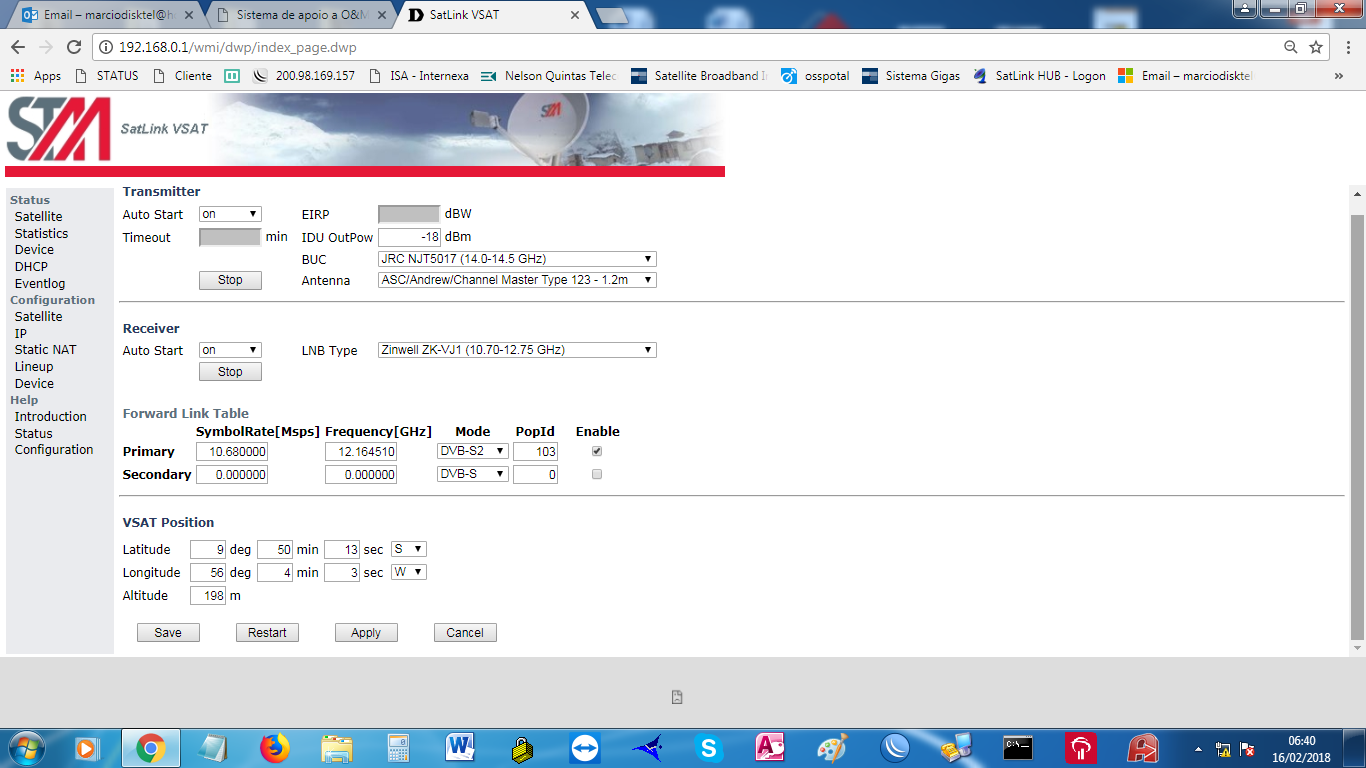 Email – marciodisktel@h
Sistema de apoio a O&M
SatLink VSAT
192.168.0.1/wmi/dwp/index_page.dwp
Apps STATUS Cliente 200.98.169.157 ISA - Internexa Nelson Quintas Telec Satellite Broadband I osspotal Sistema Gigas SatLink HUB - Logon Email – marciodisktel »
STM SatLink VSAT
STM
Status
Satellite
Statistics
Device
DHCP
Eventlog
Configuration
Satellite
IP
Static NAT
Lineup
Device
Help
Introduction
Status
Configuration
Transmitter
Auto Start on EIRP dBW
Timeout min IDU OutPow -18 dBm
BUC JRC NJT5017 (14.0-14.5 GHz)
Stop Antenna ASC/Andrew/Channel Master Type 123 - 1.2m
Receiver
Auto Start on LNB Type Zinwell ZK-VJ1 (10.70-12.75 GHz)
Stop
Forward Link Table
SymbolRate[Msps] Frequency[GHz] Mode PopId Enable
Primary 10.680000 12.164510 DVB-S2 103
Secondary 0.000000 0.000000 DVB-S 0
VSAT Position
Latitude 9 deg 50 min 13 sec S
Longitude 56 deg 4 min 3 sec W
Altitude 198 m
Save Restart Apply Cancel
06:40
16/02/2018